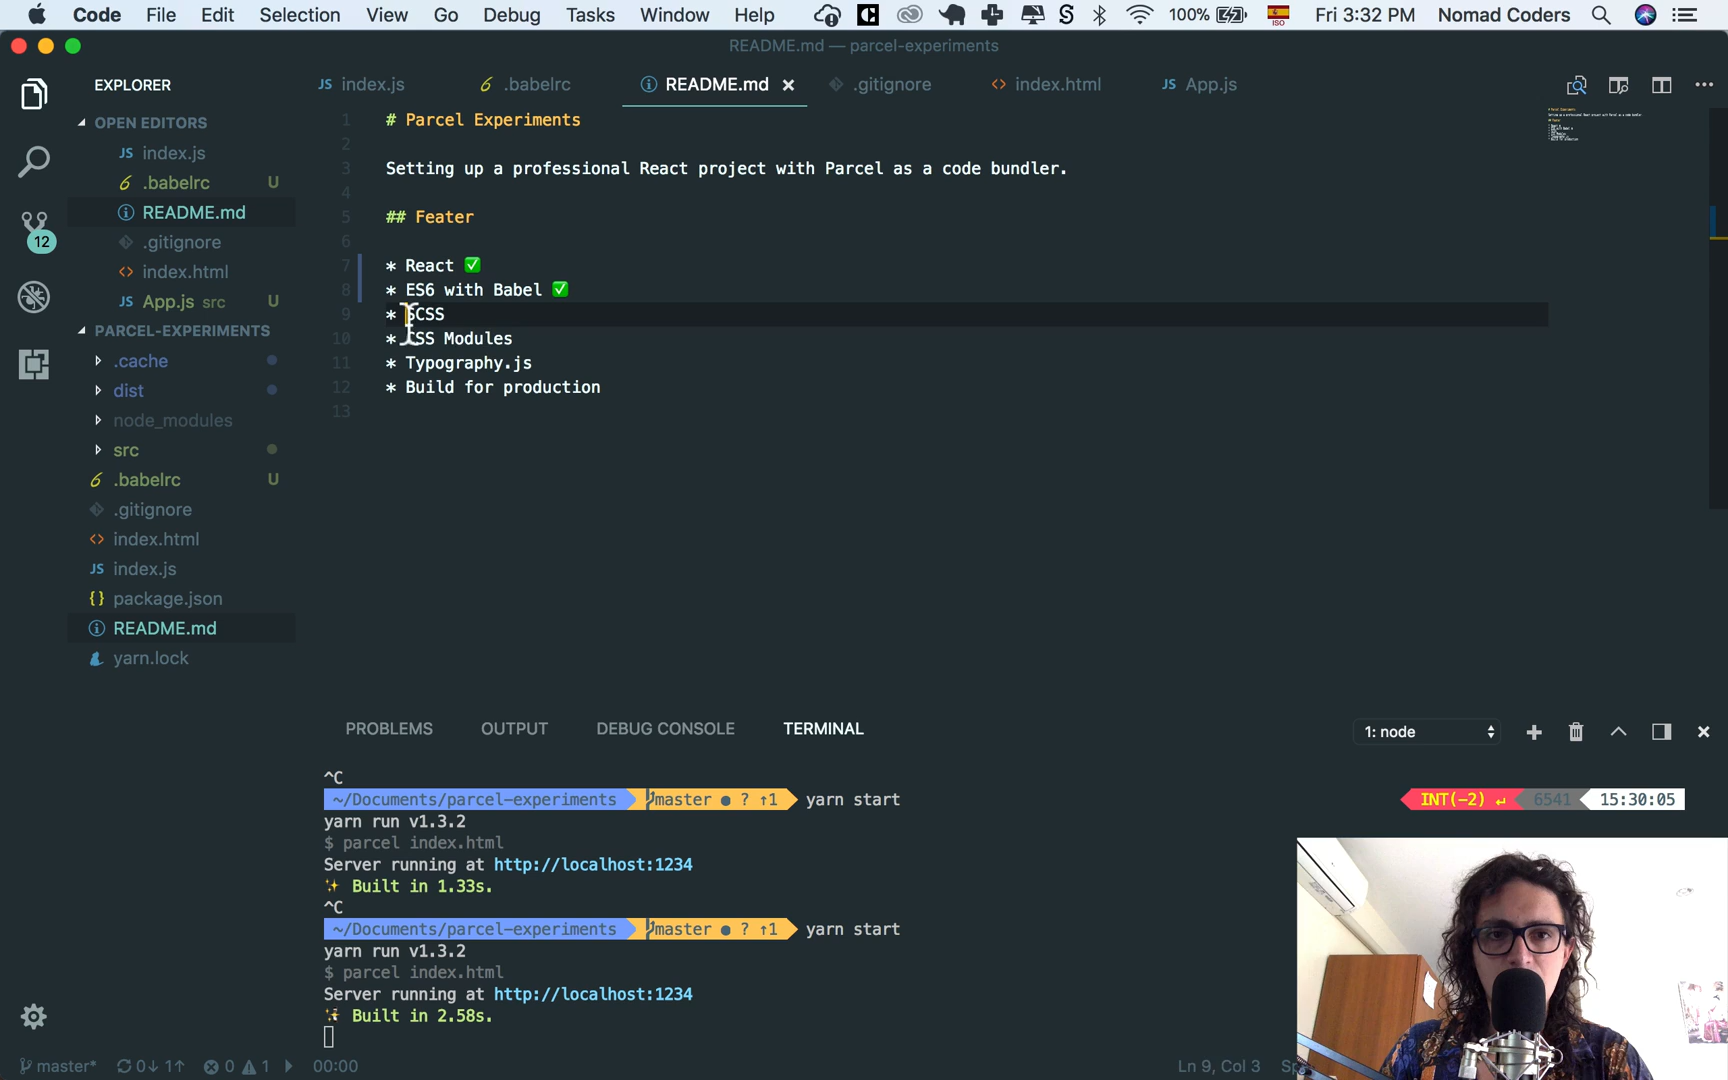 Code File Edit Selection View Go Debug Tasks Window Help 100% ISO Fri 3:32 PM Nomad Coders
README.md — parcel-experiments
EXPLORER
JS index.js
.babelrc
README.md
.gitignore
<> index.html
JS App.js
OPEN EDITORS
JS index.js
.babelrc U
README.md
.gitignore
<> index.html
JS App.js src U
PARCEL-EXPERIMENTS
.cache
dist
node_modules
src
.babelrc U
.gitignore
<> index.html
JS index.js
{} package.json
README.md
yarn.lock
12
1 # Parcel Experiments
2
3 Setting up a professional React project with Parcel as a code bundler.
4
5 ## Feater
6
7 * React ✅
8 * ES6 with Babel ✅
9 * SCSS
10 * CSS Modules
11 * Typography.js
12 * Build for production
13
PROBLEMS OUTPUT DEBUG CONSOLE TERMINAL 1: node
^C
~/Documents/parcel-experiments master ● ? ↑1 yarn start INT(-2) ↵ 6541 15:30:05
yarn run v1.3.2
$ parcel index.html
Server running at http://localhost:1234
✨ Built in 1.33s.
^C
~/Documents/parcel-experiments master ● ? ↑1 yarn start
yarn run v1.3.2
$ parcel index.html
Server running at http://localhost:1234
✨ Built in 2.58s.
master* 0↓ 1↑ 0 1 00:00 Ln 9, Col 3